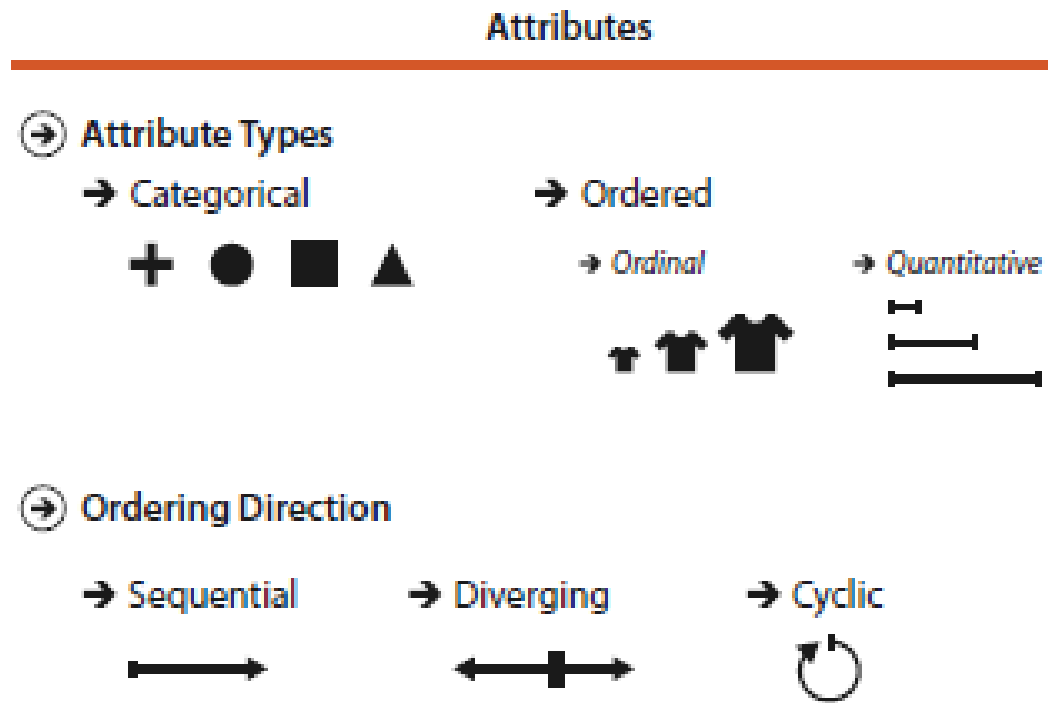 Attributes
Attribute Types
Categorical
Ordered
Ordinal
Quantitative
Ordering Direction
Sequential
Diverging
Cyclic